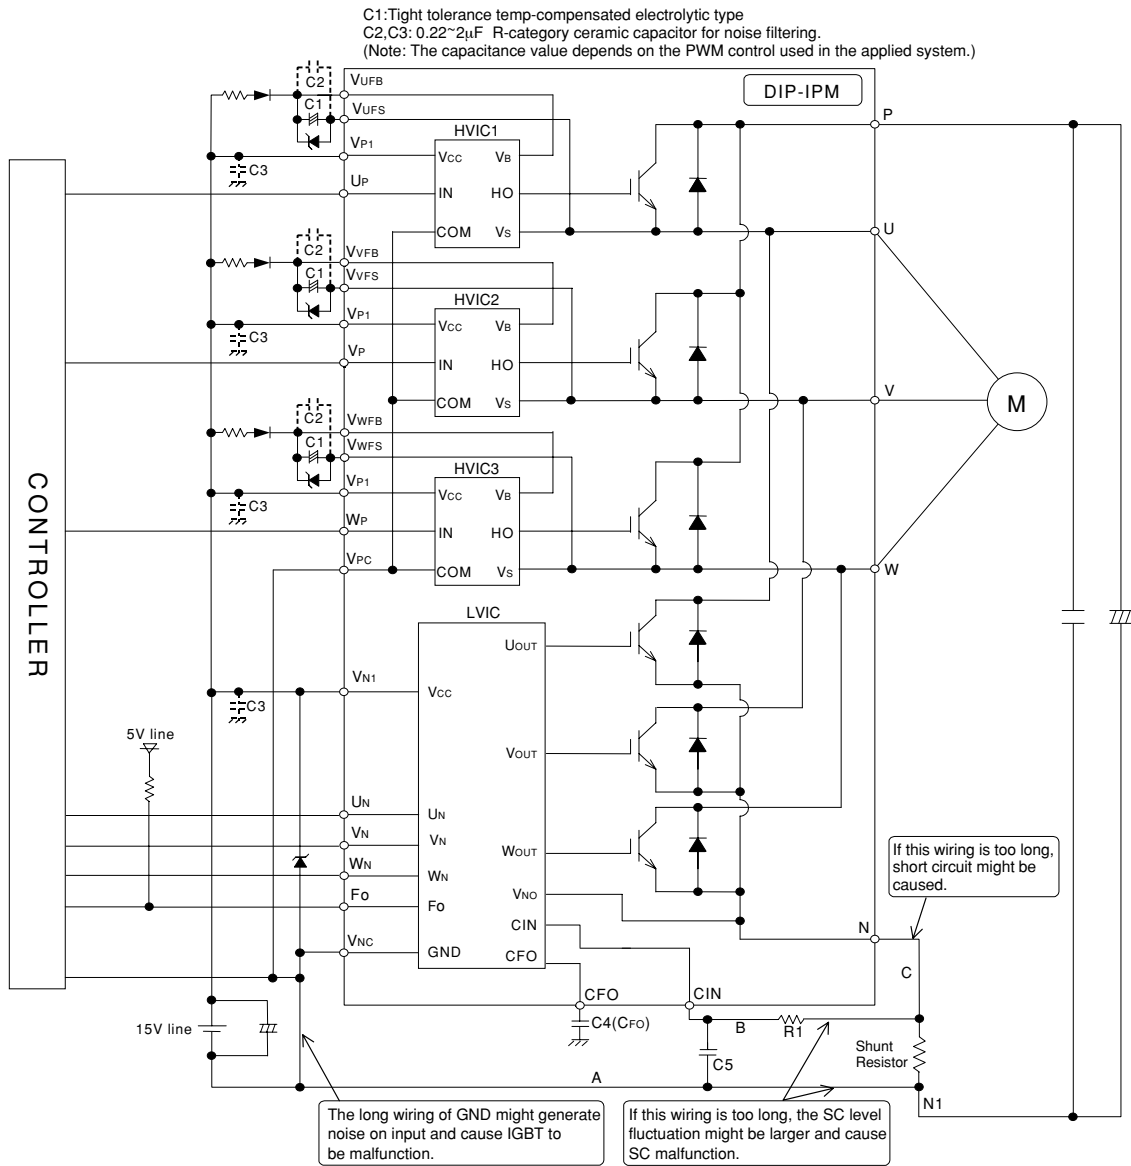 C1:Tight tolerance temp-compensated electrolytic type
C2,C3: 0.22~2µF R-category ceramic capacitor for noise filtering.
(Note: The capacitance value depends on the PWM control used in the applied system.)
DIP-IPM
CONTROLLER
C2
VUFB
C1
VUFS
P
HVIC1
VP1
VCC
VB
C3
UP
IN
HO
COM
VS
U
C2
VVFB
C1
VVFS
HVIC2
VP1
VCC
VB
C3
VP
IN
HO
COM
VS
V
M
C2
VWFB
C1
VWFS
HVIC3
VP1
VCC
VB
C3
WP
IN
HO
VPC
COM
VS
W
LVIC
UOUT
VN1
VCC
C3
5V line
VOUT
UN
UN
VN
VN
WOUT
WN
WN
Fo
Fo
VNO
CIN
VNC
GND
CFO
If this wiring is too long,
short circuit might be
caused.
N
C
CFO
CIN
15V line
C4(CFO)
B
R1
C5
Shunt
Resistor
A
N1
The long wiring of GND might generate
noise on input and cause IGBT to
be malfunction.
If this wiring is too long, the SC level
fluctuation might be larger and cause
SC malfunction.